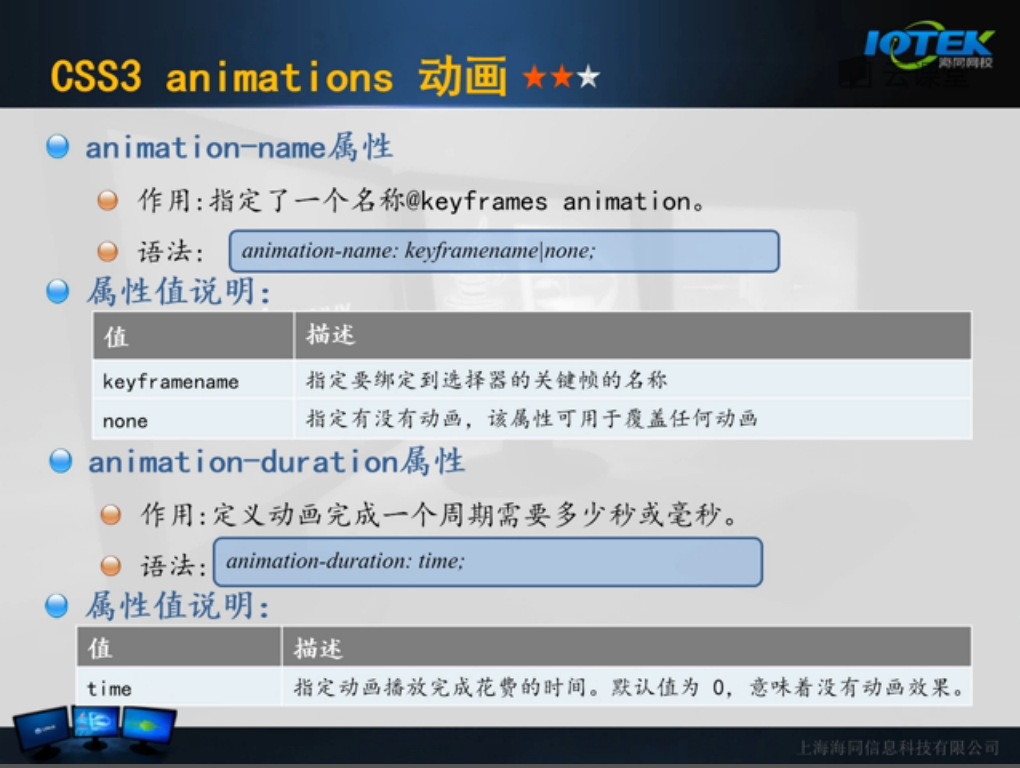 IOTEK
海同网校
云课堂
CSS3 animations 动画
animation-name属性
作用:指定了一个名称@keyframes animation。
语法: animation-name: keyframename|none;
属性值说明:
值 描述
keyframename 指定要绑定到选择器的关键帧的名称
none 指定有没有动画，该属性可用于覆盖任何动画
animation-duration属性
作用:定义动画完成一个周期需要多少秒或毫秒。
语法: animation-duration: time;
属性值说明:
值 描述
time 指定动画播放完成花费的时间。默认值为 0, 意味着没有动画效果。
上海海同信息科技有限公司